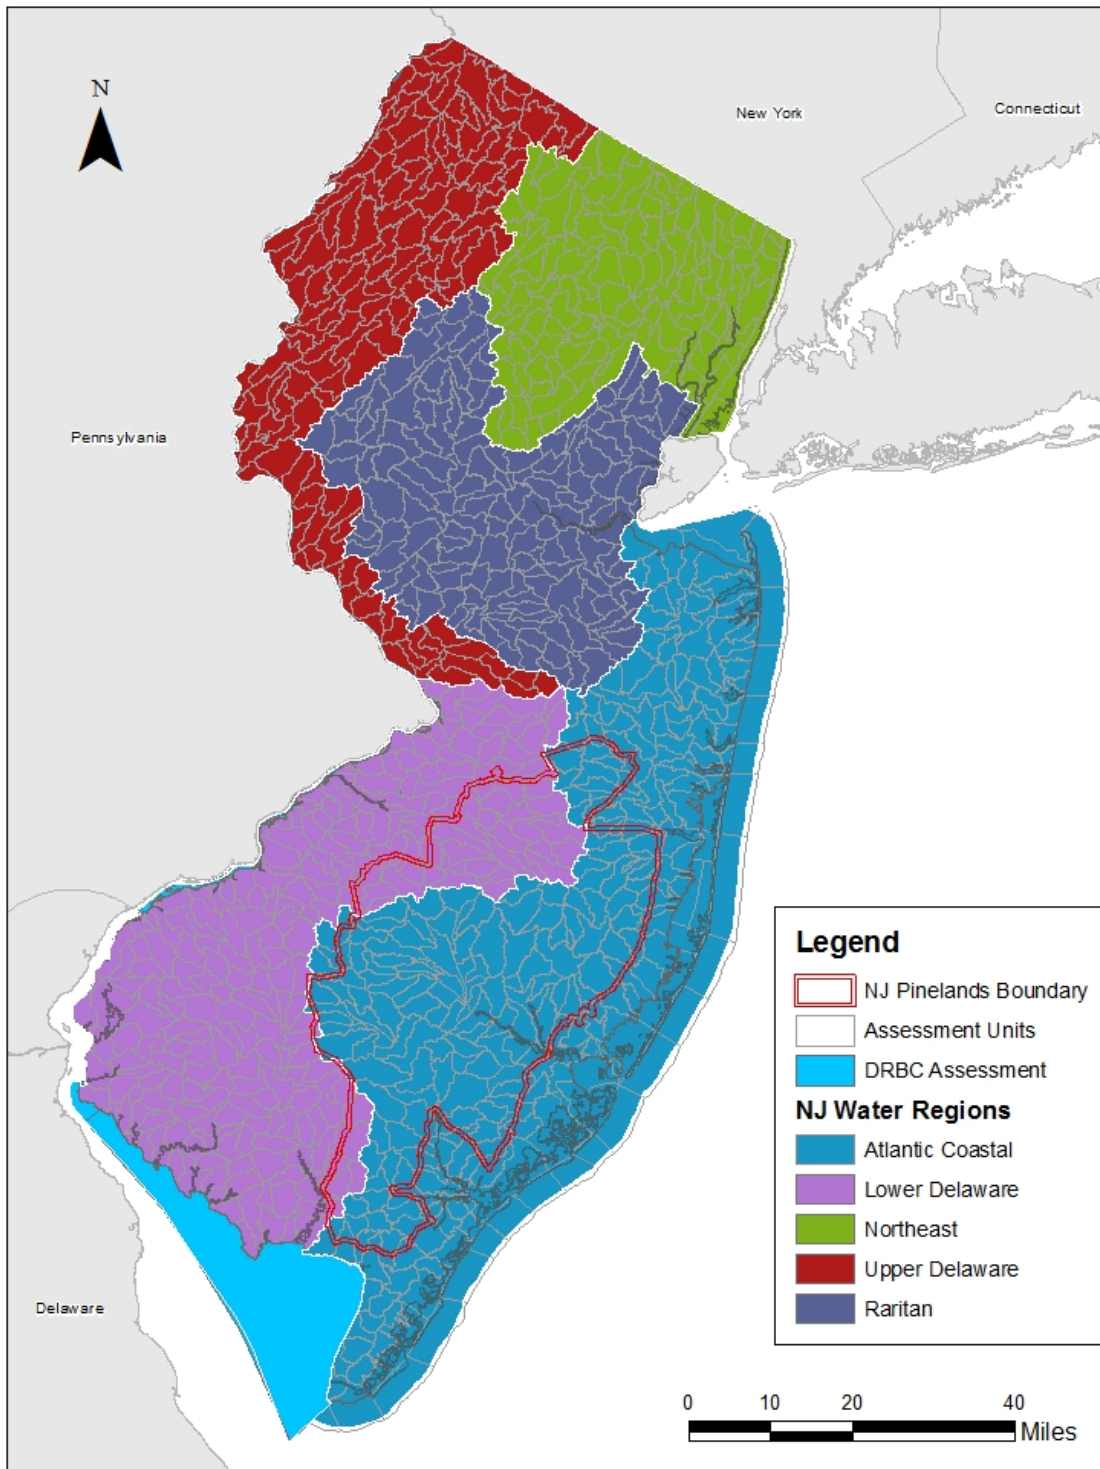 N
New York
Connecticut
Pennsylvania
Delaware
Legend
NJ Pinelands Boundary
Assessment Units
DRBC Assessment
NJ Water Regions
Atlantic Coastal
Lower Delaware
Northeast
Upper Delaware
Raritan
0 10 20 40
Miles